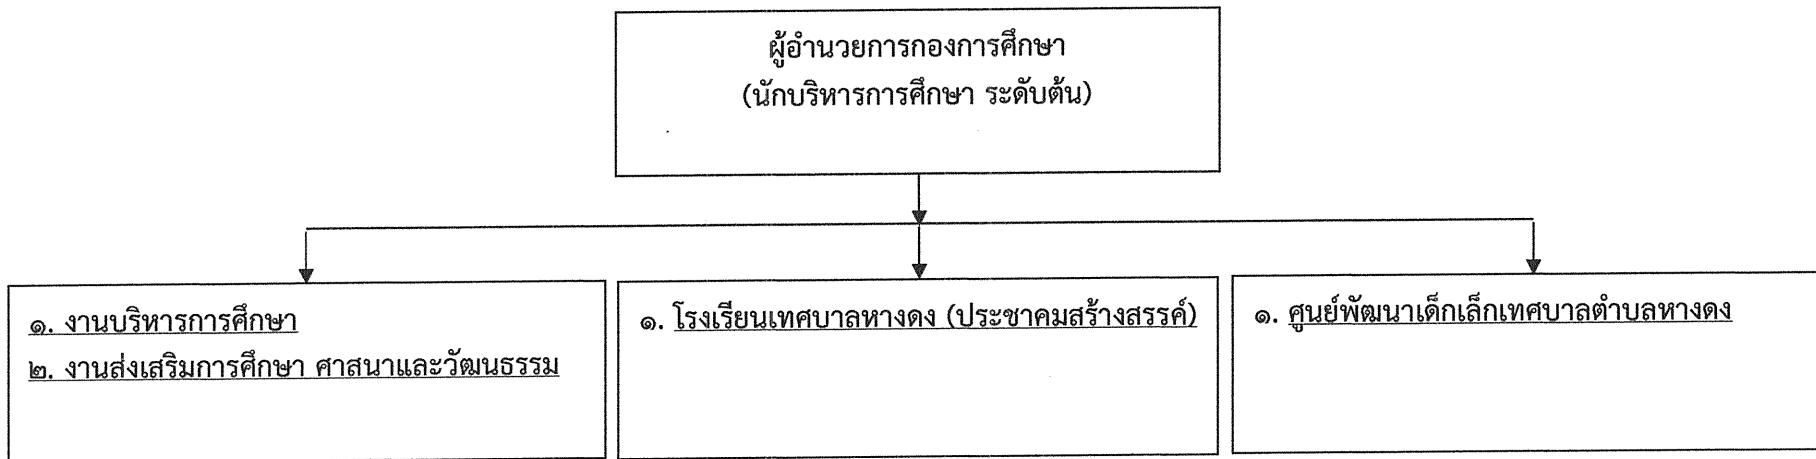 ผู้อำนวยการกองการศึกษา
(นักบริหารการศึกษา ระดับต้น)
๑. งานบริหารการศึกษา
๒. งานส่งเสริมการศึกษา ศาสนาและวัฒนธรรม
๑. โรงเรียนเทศบาลหางดง (ประชาคมสร้างสรรค์)
๑. ศูนย์พัฒนาเด็กเล็กเทศบาลตำบลหางดง